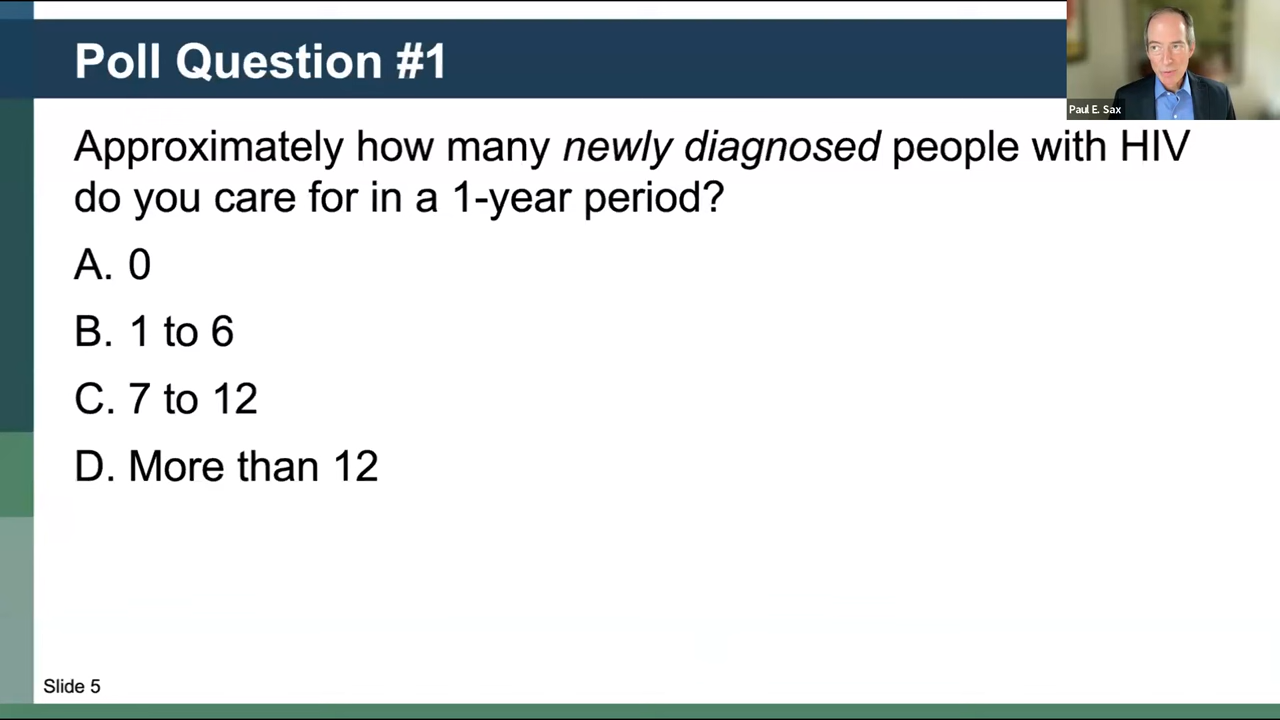 Poll Question #1
Paul E. Sax
Approximately how many newly diagnosed people with HIV
do you care for in a 1-year period?
A. 0
B. 1 to 6
C. 7 to 12
D. More than 12
Slide 5